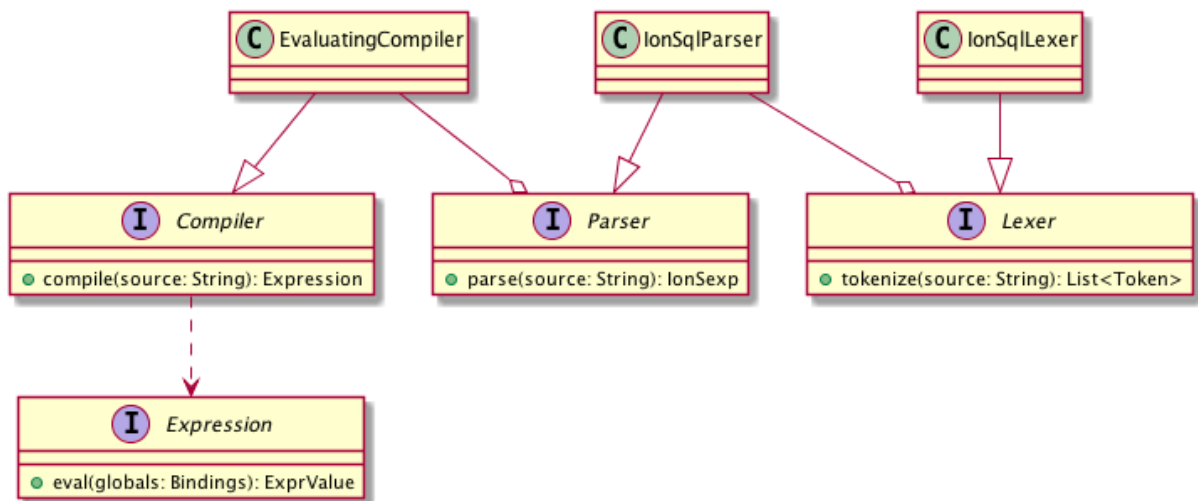 C EvaluatingCompiler
C IonSqlParser
C IonSqlLexer
I Compiler
compile(source: String): Expression
I Parser
parse(source: String): IonSexp
I Lexer
tokenize(source: String): List<Token>
I Expression
eval(globals: Bindings): ExprValue